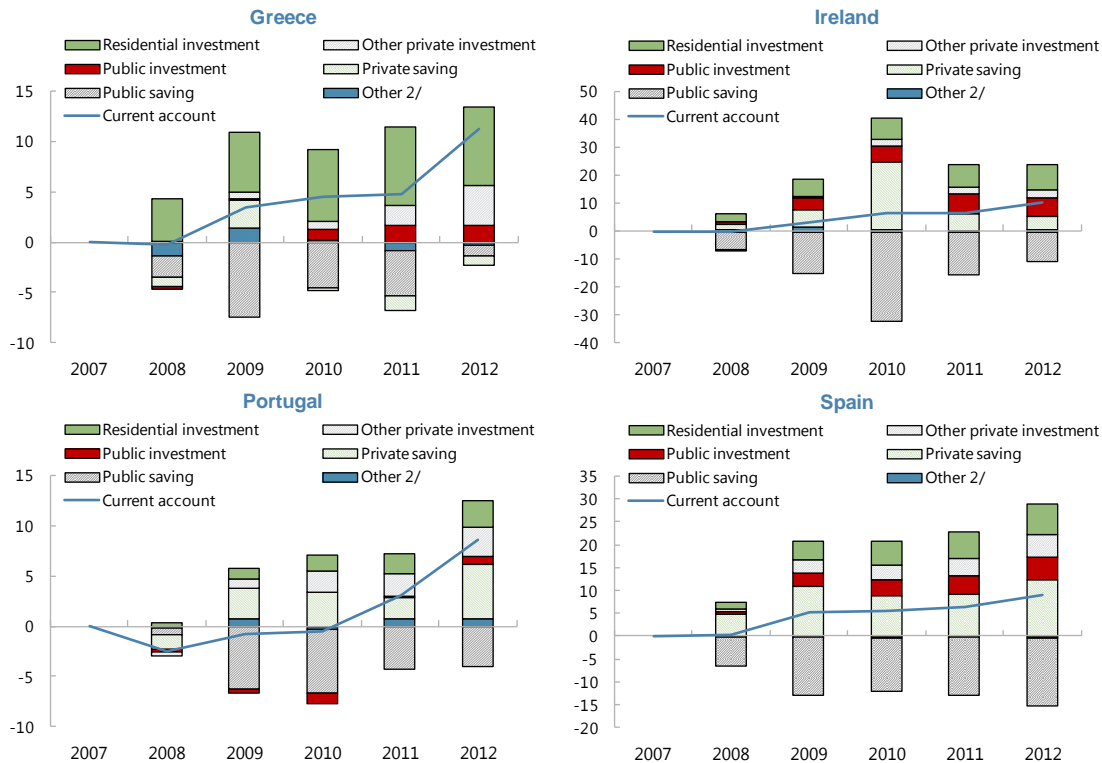 Greece
Residential investment Other private investment
Public investment Private saving
Public saving Other 2/
Current account
15
10
5
0
-5
-10
2007 2008 2009 2010 2011 2012
Ireland
Residential investment Other private investment
Public investment Private saving
Public saving Other 2/
Current account
50
40
30
20
10
0
-10
-20
-30
-40
2007 2008 2009 2010 2011 2012
Portugal
Residential investment Other private investment
Public investment Private saving
Public saving Other 2/
Current account
15
10
5
0
-5
-10
2007 2008 2009 2010 2011 2012
Spain
Residential investment Other private investment
Public investment Private saving
Public saving Other 2/
Current account
35
30
25
20
15
10
5
0
-5
-10
-15
-20
2007 2008 2009 2010 2011 2012